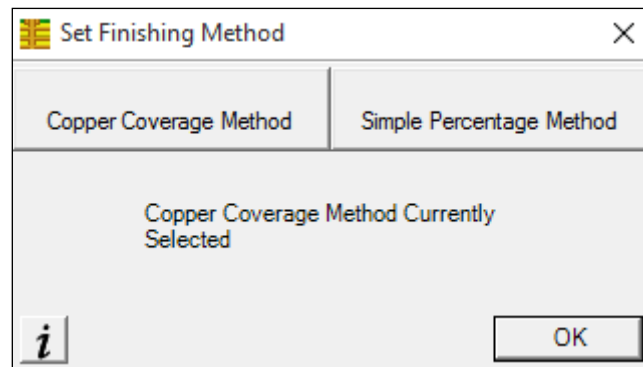 Set Finishing Method
Copper Coverage Method
Simple Percentage Method
Copper Coverage Method Currently
Selected
i
OK